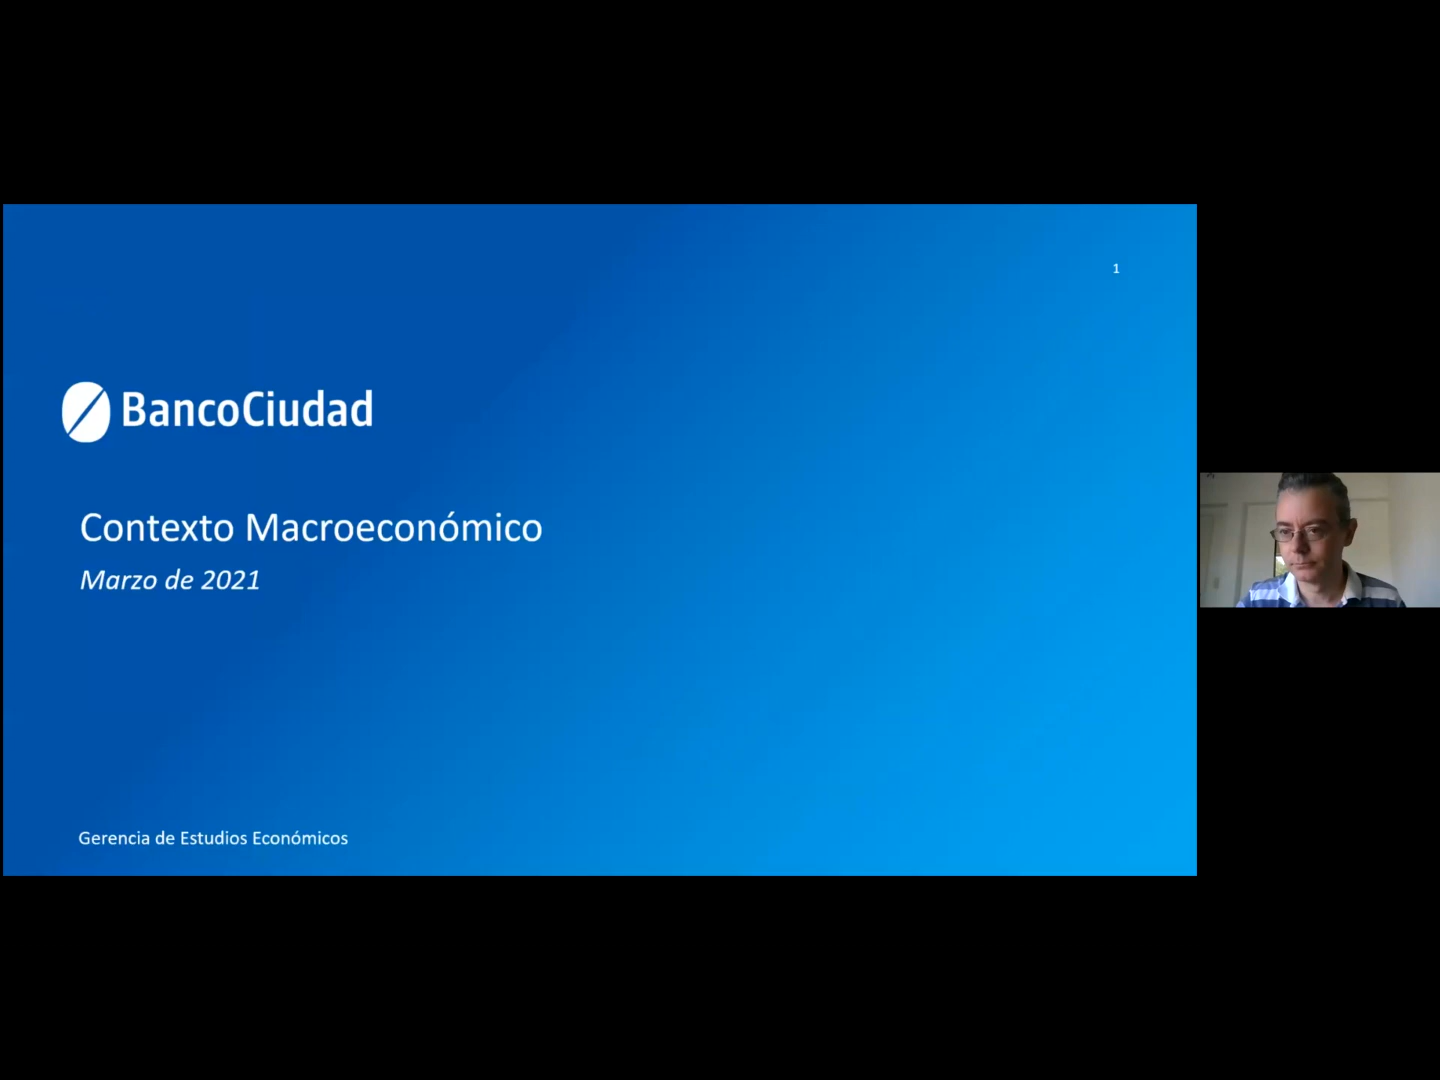 1
BancoCiudad
Contexto Macroeconómico
Marzo de 2021
Gerencia de Estudios Económicos